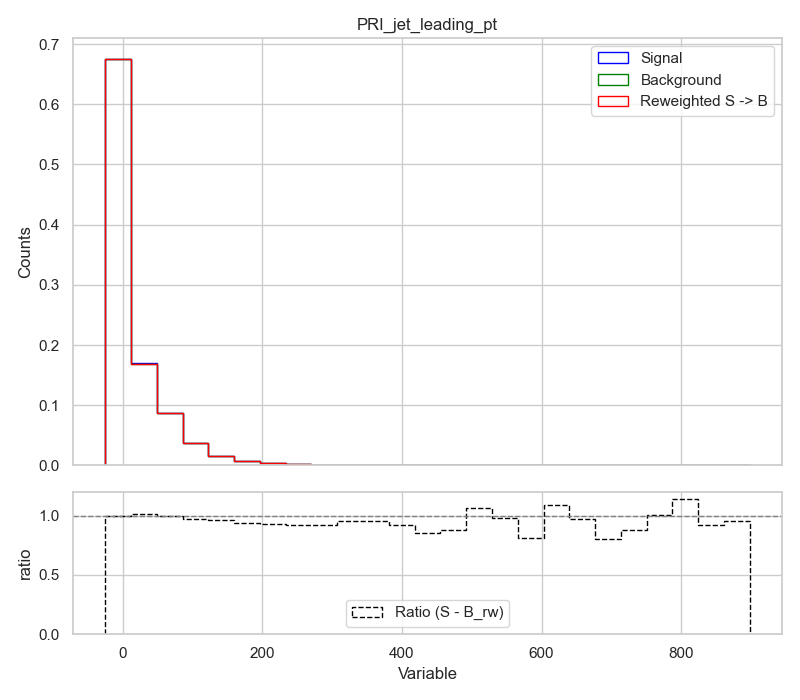 PRI_jet_leading_pt
0.7
0.6
0.5
0.4
0.3
0.2
0.1
0.0
Counts
Signal
Background
Reweighted S -> B
1.0
0.5
0.0
ratio
Ratio (S - B_rw)
0 200 400 600 800
Variable